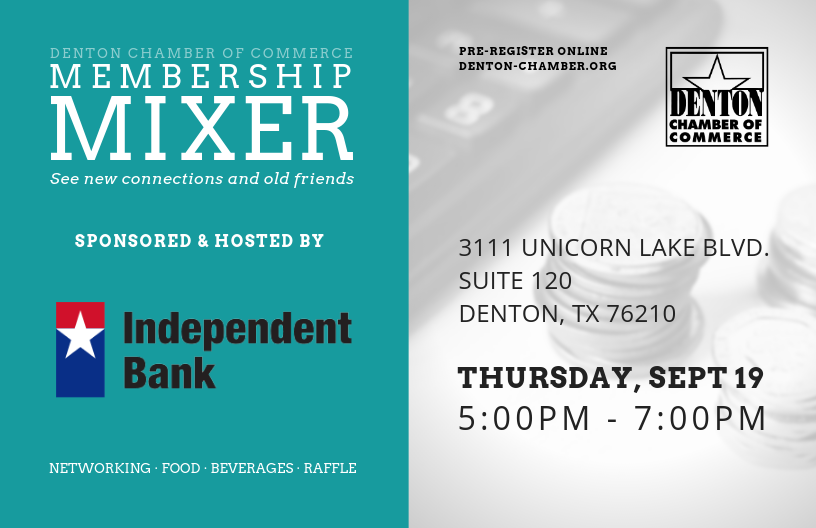 DENTON CHAMBER OF COMMERCE
MEMBERSHIP
MIXER
See new connections and old friends
SPONSORED & HOSTED BY
Independent
Bank
NETWORKING · FOOD · BEVERAGES · RAFFLE
PRE-REGISTER ONLINE
DENTON-CHAMBER.ORG
DENTON
CHAMBER OF
COMMERCE
3111 UNICORN LAKE BLVD.
SUITE 120
DENTON, TX 76210
THURSDAY, SEPT 19
5:00PM - 7:00PM